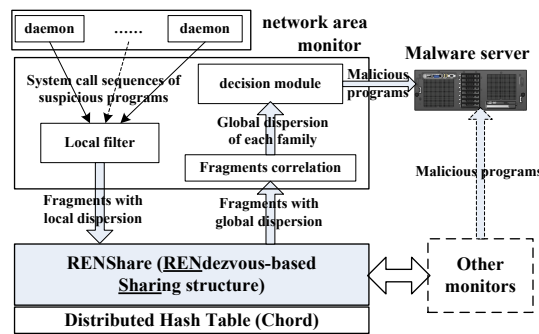 daemon
......
daemon
network area
monitor
Malware server
System call sequences of
suspicious programs
decision module
Malicious
programs
Local filter
Global dispersion
of each family
Fragments correlation
Malicious programs
Fragments with
local dispersion
Fragments with
global dispersion
RENShare (RENdezvous-based
Sharing structure)
Other
monitors
Distributed Hash Table (Chord)